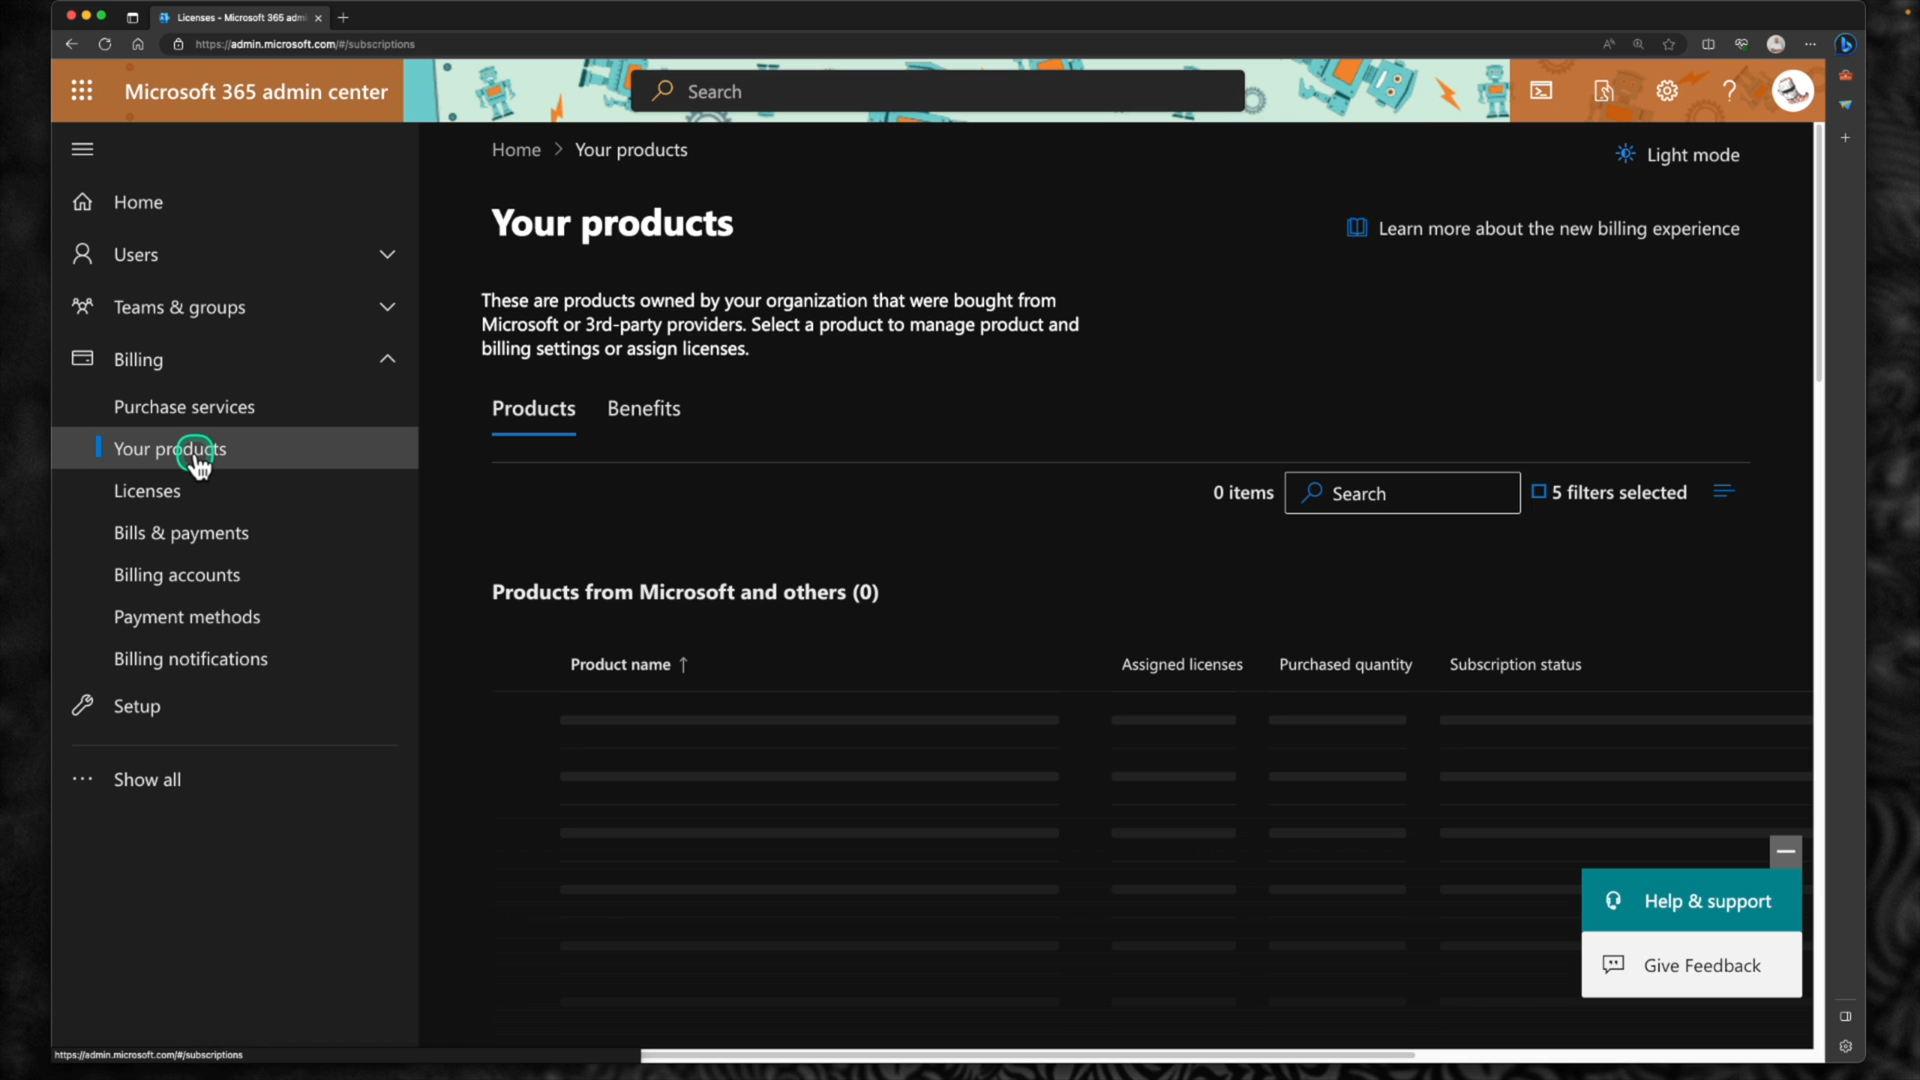 Licenses - Microsoft 365 admi
https://admin.microsoft.com/#/subscriptions
Microsoft 365 admin center
Search
Home
Users
Teams & groups
Billing
Purchase services
Your products
Licenses
Bills & payments
Billing accounts
Payment methods
Billing notifications
Setup
Show all
Home > Your products
Light mode
Your products
Learn more about the new billing experience
These are products owned by your organization that were bought from
Microsoft or 3rd-party providers. Select a product to manage product and
billing settings or assign licenses.
Products Benefits
0 items Search 5 filters selected
Products from Microsoft and others (0)
Product name ↑ Assigned licenses Purchased quantity Subscription status
Help & support
Give Feedback
https://admin.microsoft.com/#/subscriptions